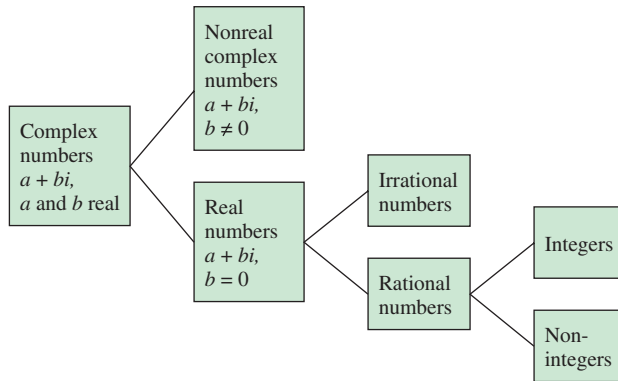 Nonreal
complex
numbers
a + bi,
b ≠ 0
Complex
numbers
a + bi,
a and b real
Real
numbers
a + bi,
b = 0
Irrational
numbers
Rational
numbers
Integers
Non-
integers